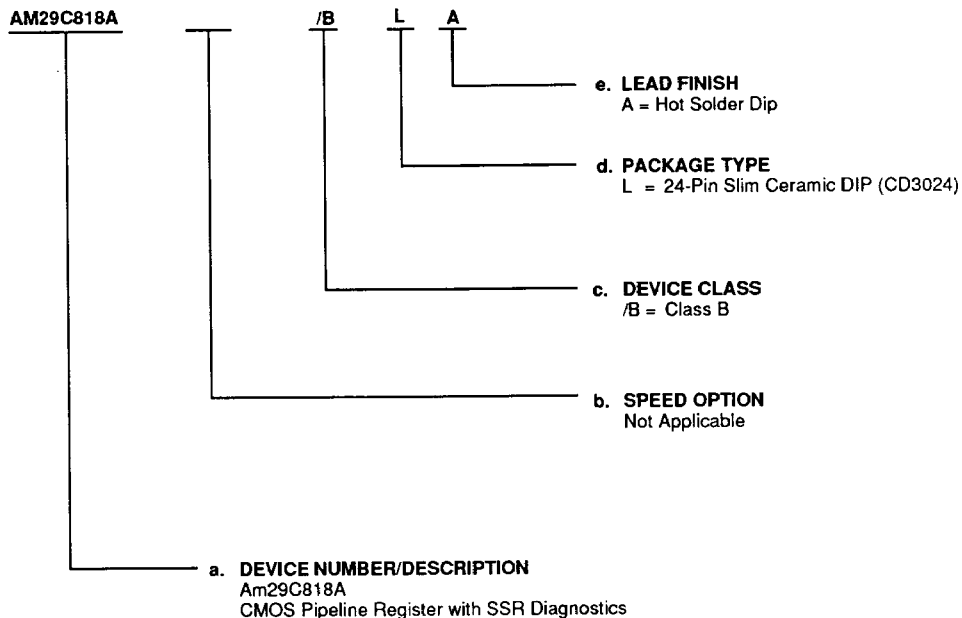 AM29C818A /B L A
e. LEAD FINISH
A = Hot Solder Dip
d. PACKAGE TYPE
L = 24-Pin Slim Ceramic DIP (CD3024)
c. DEVICE CLASS
/B = Class B
b. SPEED OPTION
Not Applicable
a. DEVICE NUMBER/DESCRIPTION
Am29C818A
CMOS Pipeline Register with SSR Diagnostics